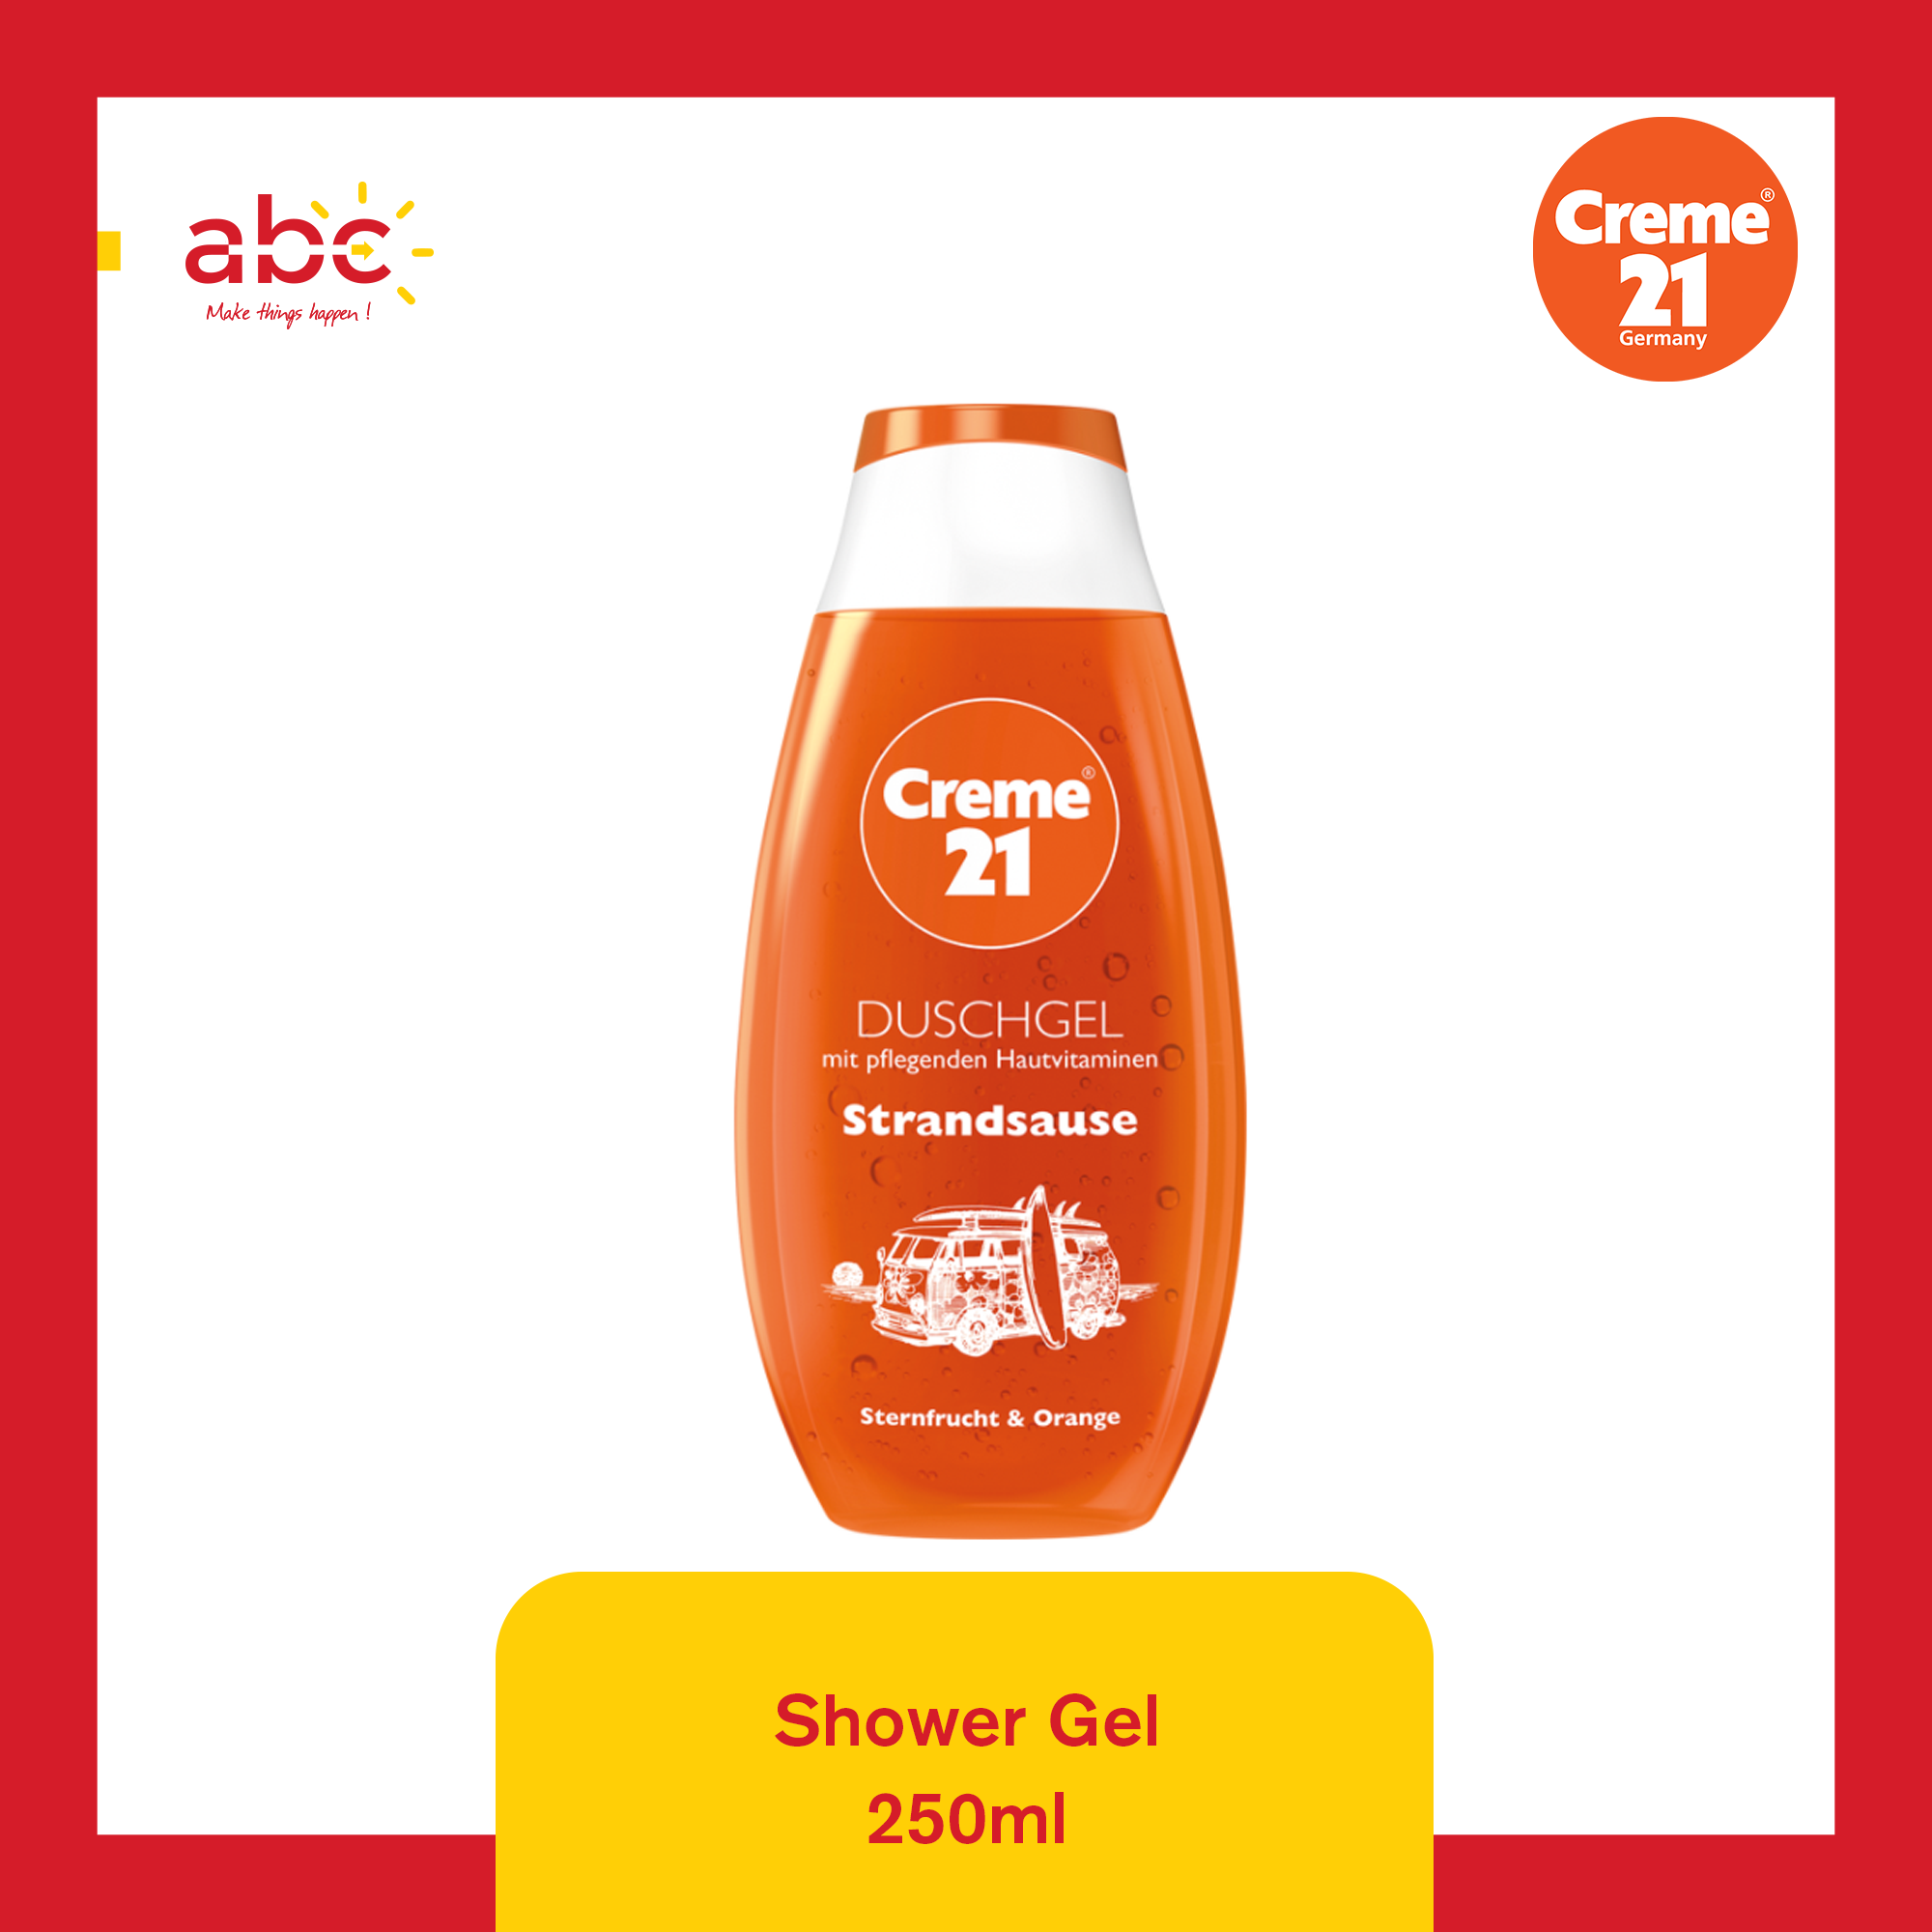 abc
Make things happen !
Creme®
21
Germany
Creme®
21
DUSCHGEL
mit pflegenden Hautvitaminen
Strandsause
Sternfrucht & Orange
Shower Gel
250ml